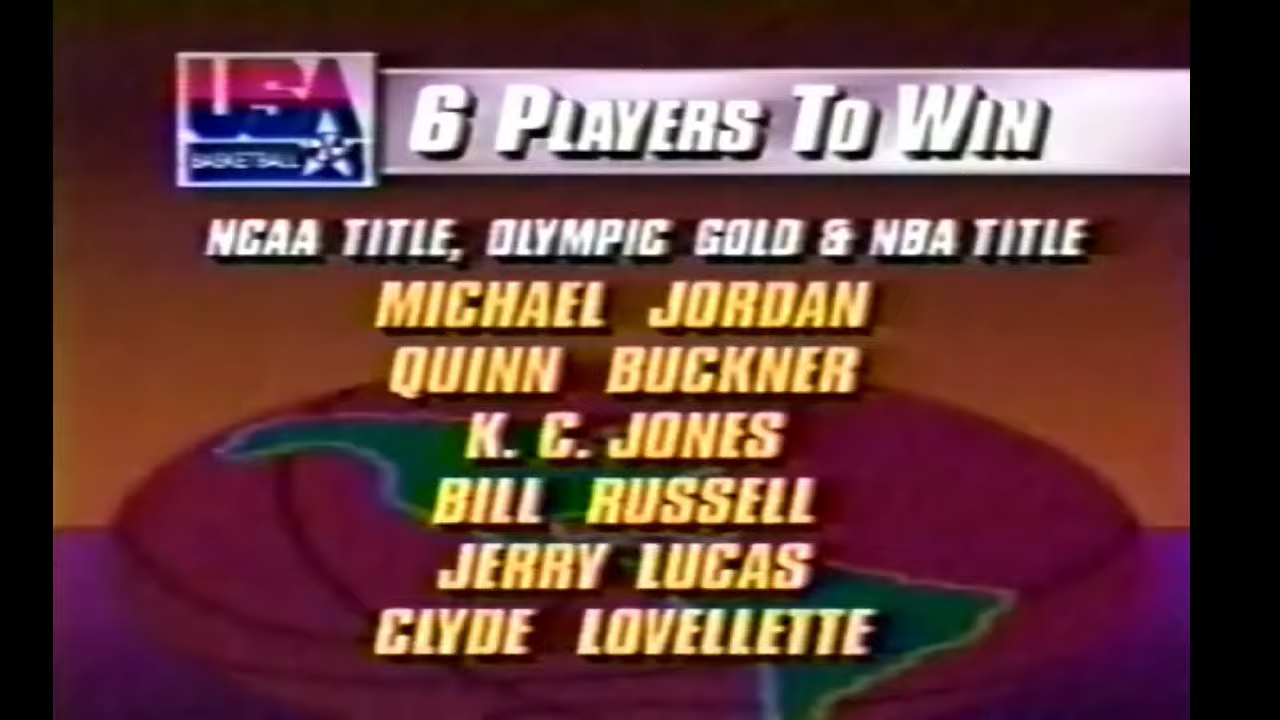 USA
BASKETBALL
6 PLAYERS TO WIN
NCAA TITLE, OLYMPIC GOLD & NBA TITLE
MICHAEL JORDAN
QUINN BUCKNER
K. C. JONES
BILL RUSSELL
JERRY LUCAS
CLYDE LOVELLETTE